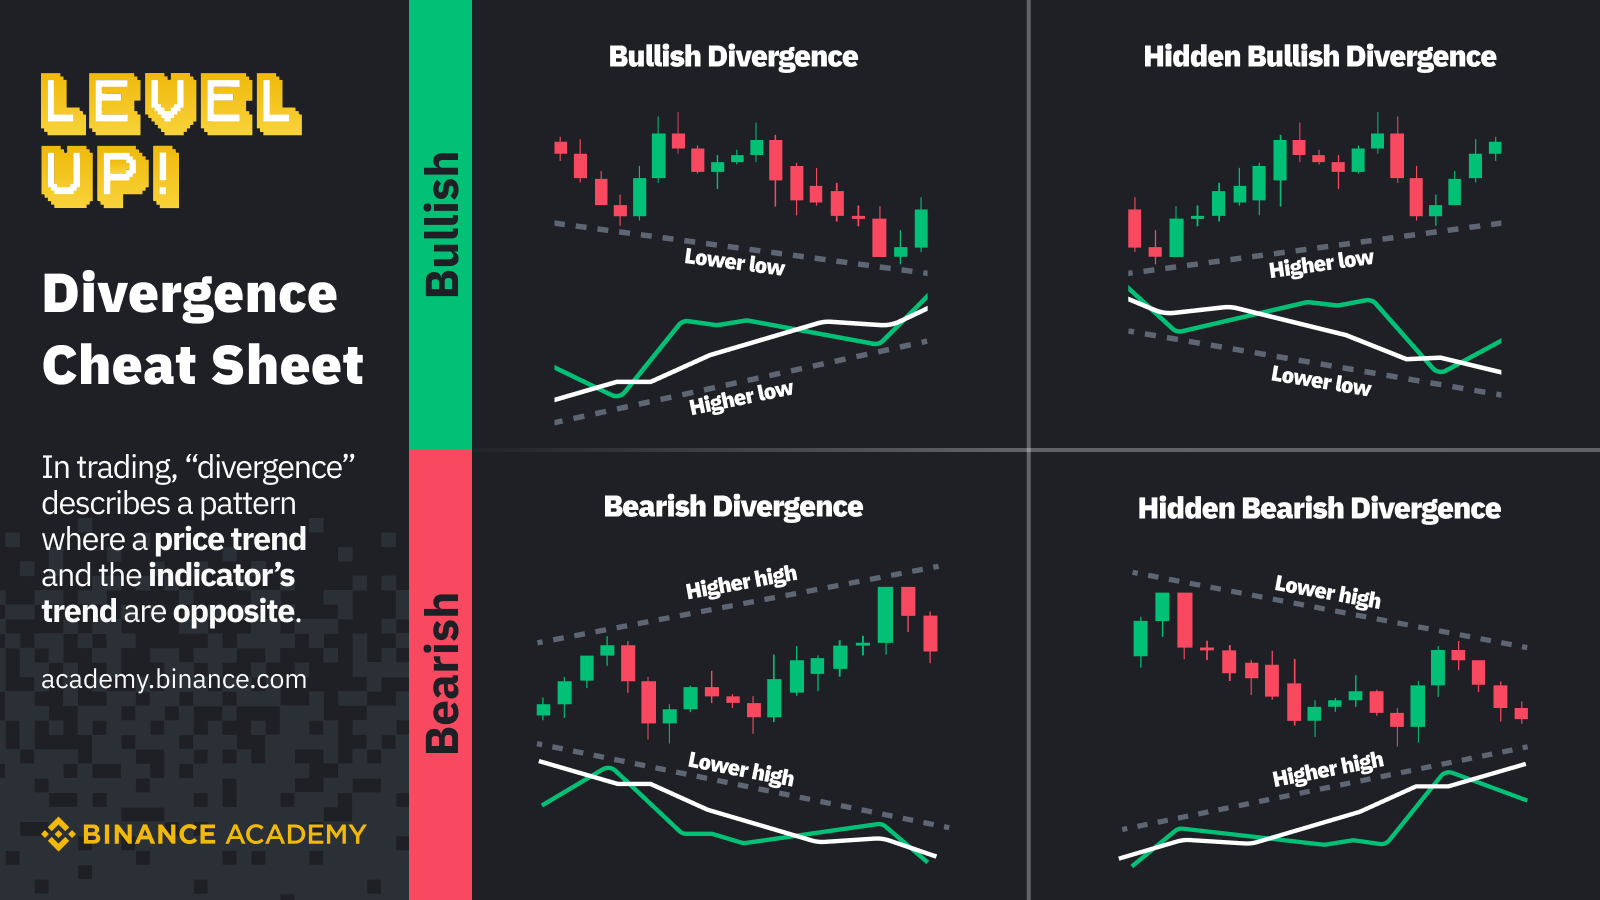 LEVEL
UP!
Divergence
Cheat Sheet
In trading, “divergence”
describes a pattern
where a price trend
and the indicator’s
trend are opposite.
academy.binance.com
BINANCE ACADEMY
Bullish
Bullish Divergence
Lower low
Higher low
Hidden Bullish Divergence
Higher low
Lower low
Bearish
Bearish Divergence
Higher high
Lower high
Hidden Bearish Divergence
Lower high
Higher high